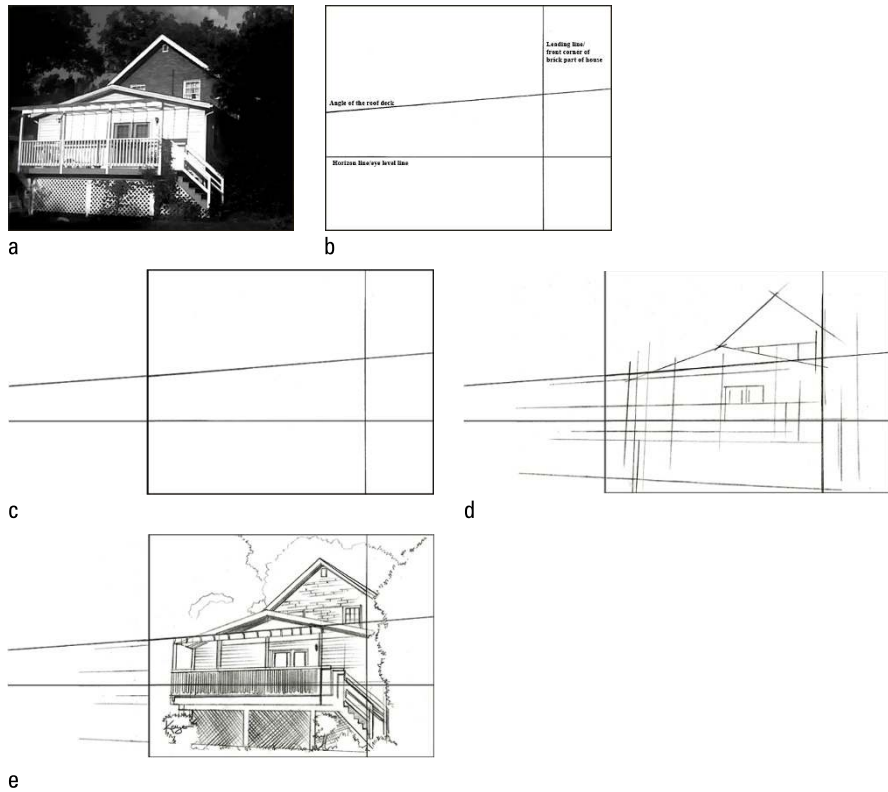 Leading line/
front corner of
brick part of house
Angle of the roof deck
Horizon line/eye level line
a
b
c
d
e